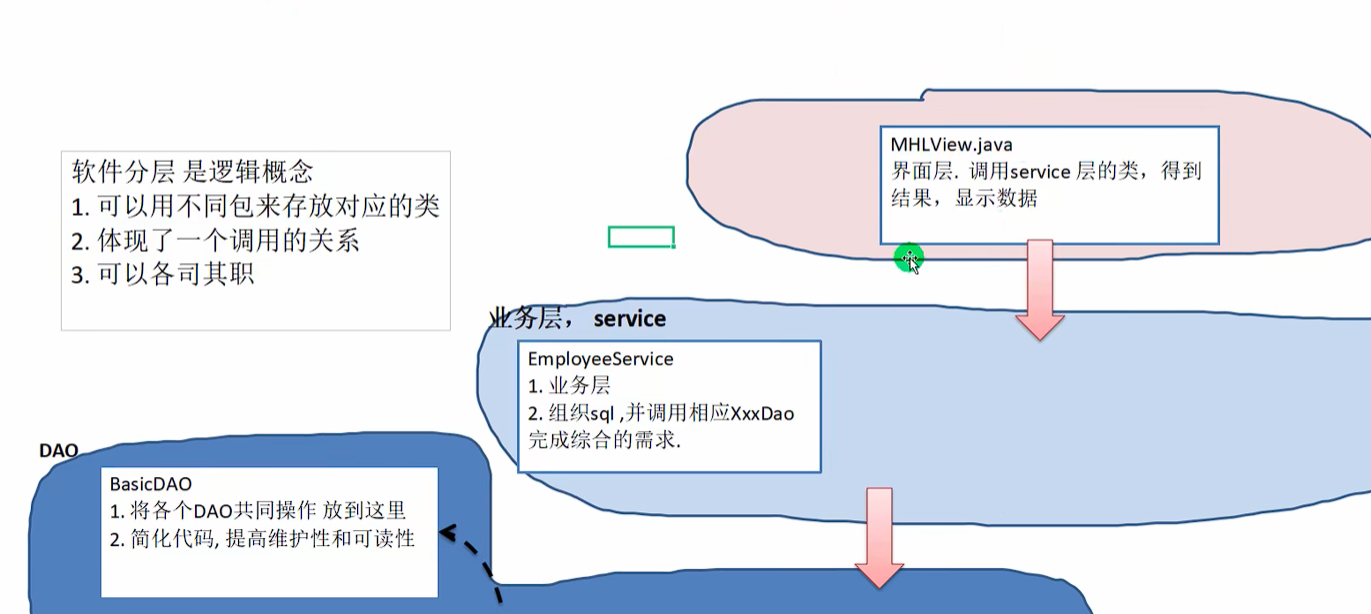 软件分层 是逻辑概念
1. 可以用不同包来存放对应的类
2. 体现了一个调用的关系
3. 可以各司其职
MHLView.java
界面层. 调用service 层的类，得到
结果，显示数据
业务层， service
EmployeeService
1. 业务层
2. 组织sql ,并调用相应XxxDao
完成综合的需求.
DAO
BasicDAO
1. 将各个DAO共同操作 放到这里
2. 简化代码, 提高维护性和可读性